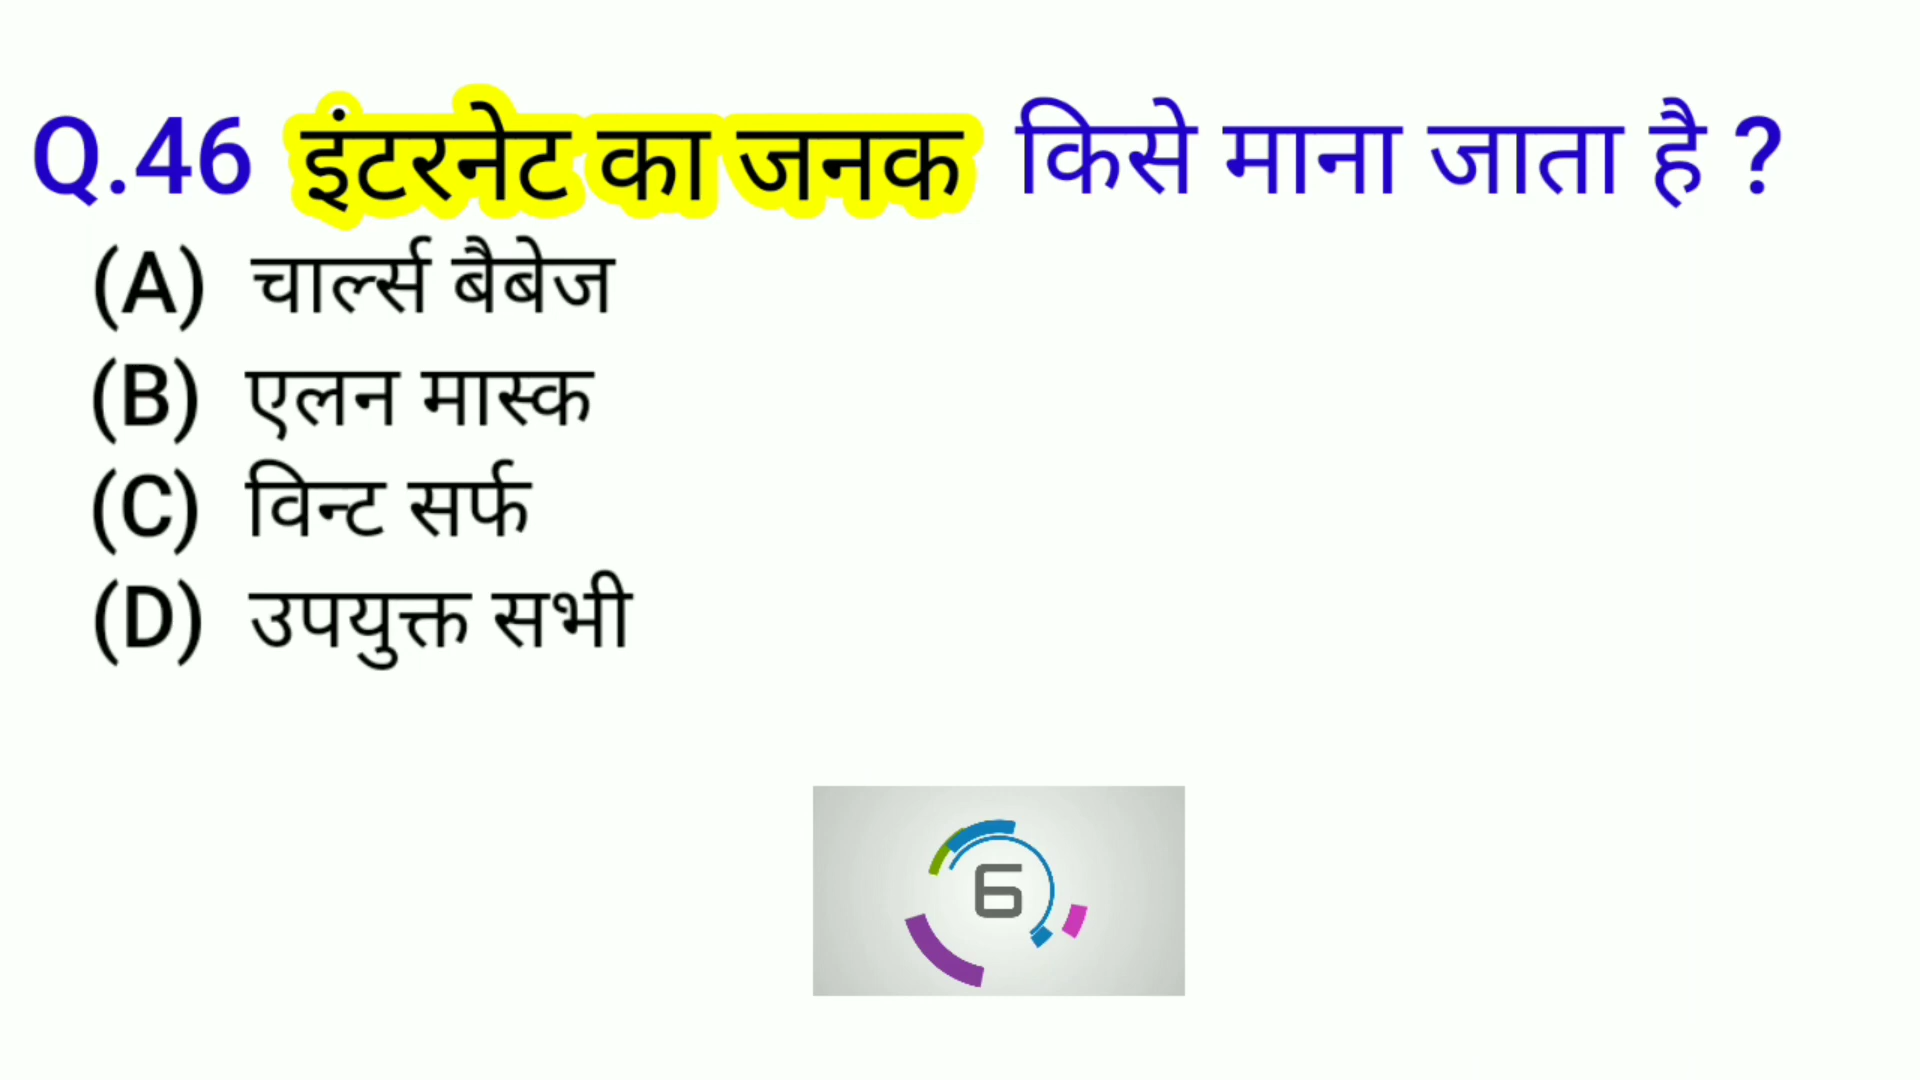 Q.46 इंटरनेट का जनक किसे माना जाता है ?
(A) चार्ल्स बैबेज
(B) एलन मास्क
(C) विन्ट सर्फ
(D) उपयुक्त सभी
6